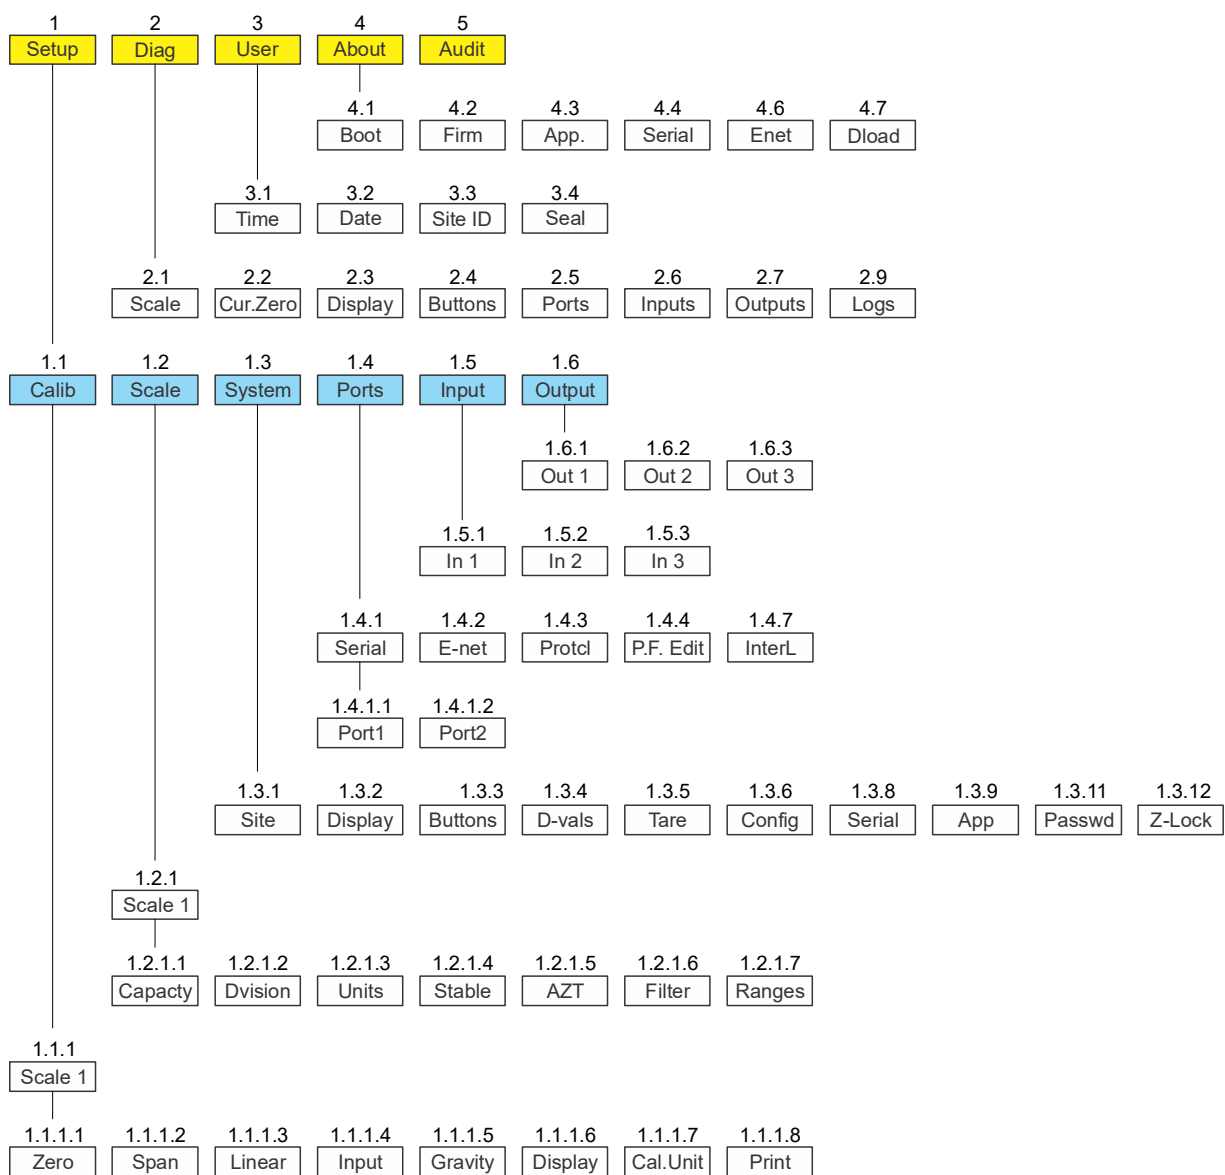 1 2 3 4 5
Setup Diag User About Audit
4.1 4.2 4.3 4.4 4.6 4.7
Boot Firm App. Serial Enet Dload
3.1 3.2 3.3 3.4
Time Date Site ID Seal
2.1 2.2 2.3 2.4 2.5 2.6 2.7 2.9
Scale Cur.Zero Display Buttons Ports Inputs Outputs Logs
1.1 1.2 1.3 1.4 1.5 1.6
Calib Scale System Ports Input Output
1.6.1 1.6.2 1.6.3
Out 1 Out 2 Out 3
1.5.1 1.5.2 1.5.3
In 1 In 2 In 3
1.4.1 1.4.2 1.4.3 1.4.4 1.4.7
Serial E-net Protcl P.F. Edit InterL
1.4.1.1 1.4.1.2
Port1 Port2
1.3.1 1.3.2 1.3.3 1.3.4 1.3.5 1.3.6 1.3.8 1.3.9 1.3.11 1.3.12
Site Display Buttons D-vals Tare Config Serial App Passwd Z-Lock
1.2.1
Scale 1
1.2.1.1 1.2.1.2 1.2.1.3 1.2.1.4 1.2.1.5 1.2.1.6 1.2.1.7
Capacty Dvision Units Stable AZT Filter Ranges
1.1.1
Scale 1
1.1.1.1 1.1.1.2 1.1.1.3 1.1.1.4 1.1.1.5 1.1.1.6 1.1.1.7 1.1.1.8
Zero Span Linear Input Gravity Display Cal.Unit Print